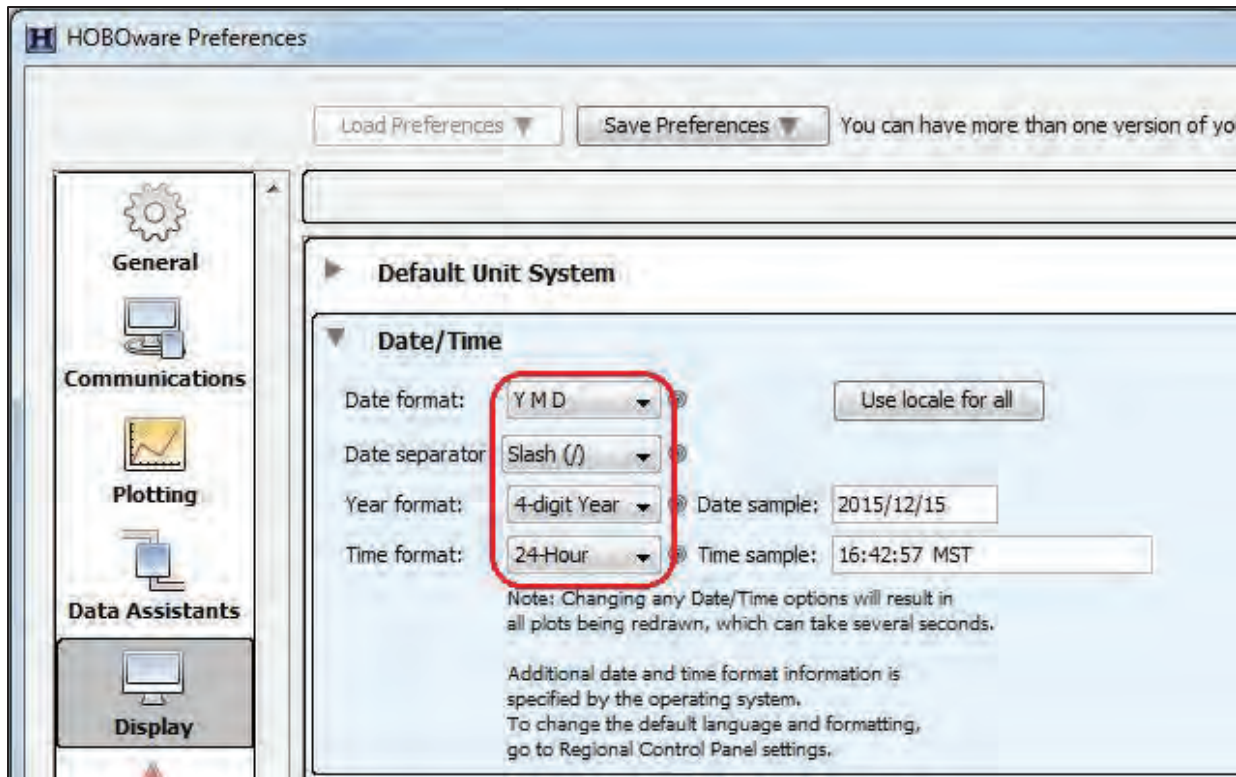 HOBOware Preferences
Load Preferences
Save Preferences
You can have more than one version of yo
General
Communications
Plotting
Data Assistants
Display
Default Unit System
Date/Time
Date format: Y M D
Use locale for all
Date separator Slash (/)
Year format: 4-digit Year
Date sample: 2015/12/15
Time format: 24-Hour
Time sample: 16:42:57 MST
Note: Changing any Date/Time options will result in
all plots being redrawn, which can take several seconds.
Additional date and time format information is
specified by the operating system.
To change the default language and formatting,
go to Regional Control Panel settings.